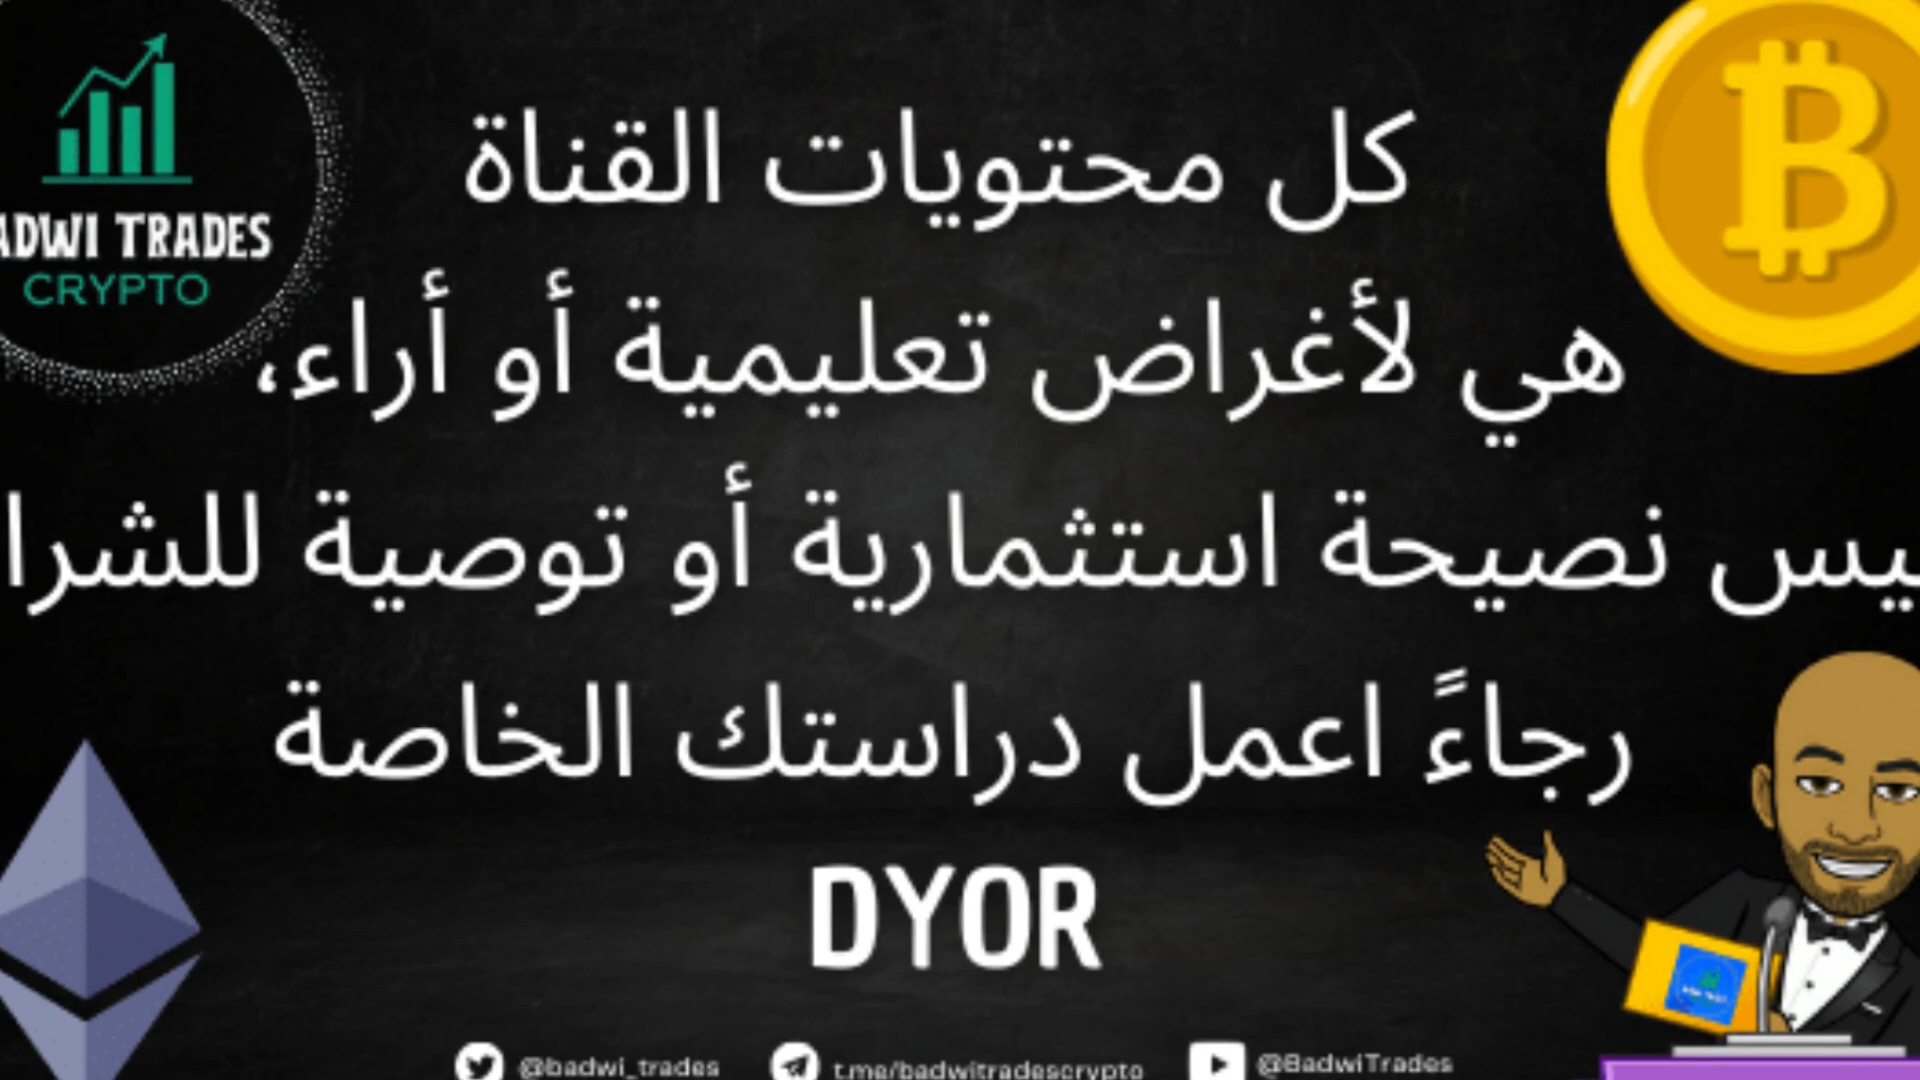 ADWI TRADES
CRYPTO
كل محتويات القناة
هي لأغراض تعليمية أو أراء،
يس نصيحة استثمارية أو توصية للشرا
رجاءً اعمل دراستك الخاصة
DYOR
@badwi_trades
t.me/badwitradescrypto
@BadwiTrades